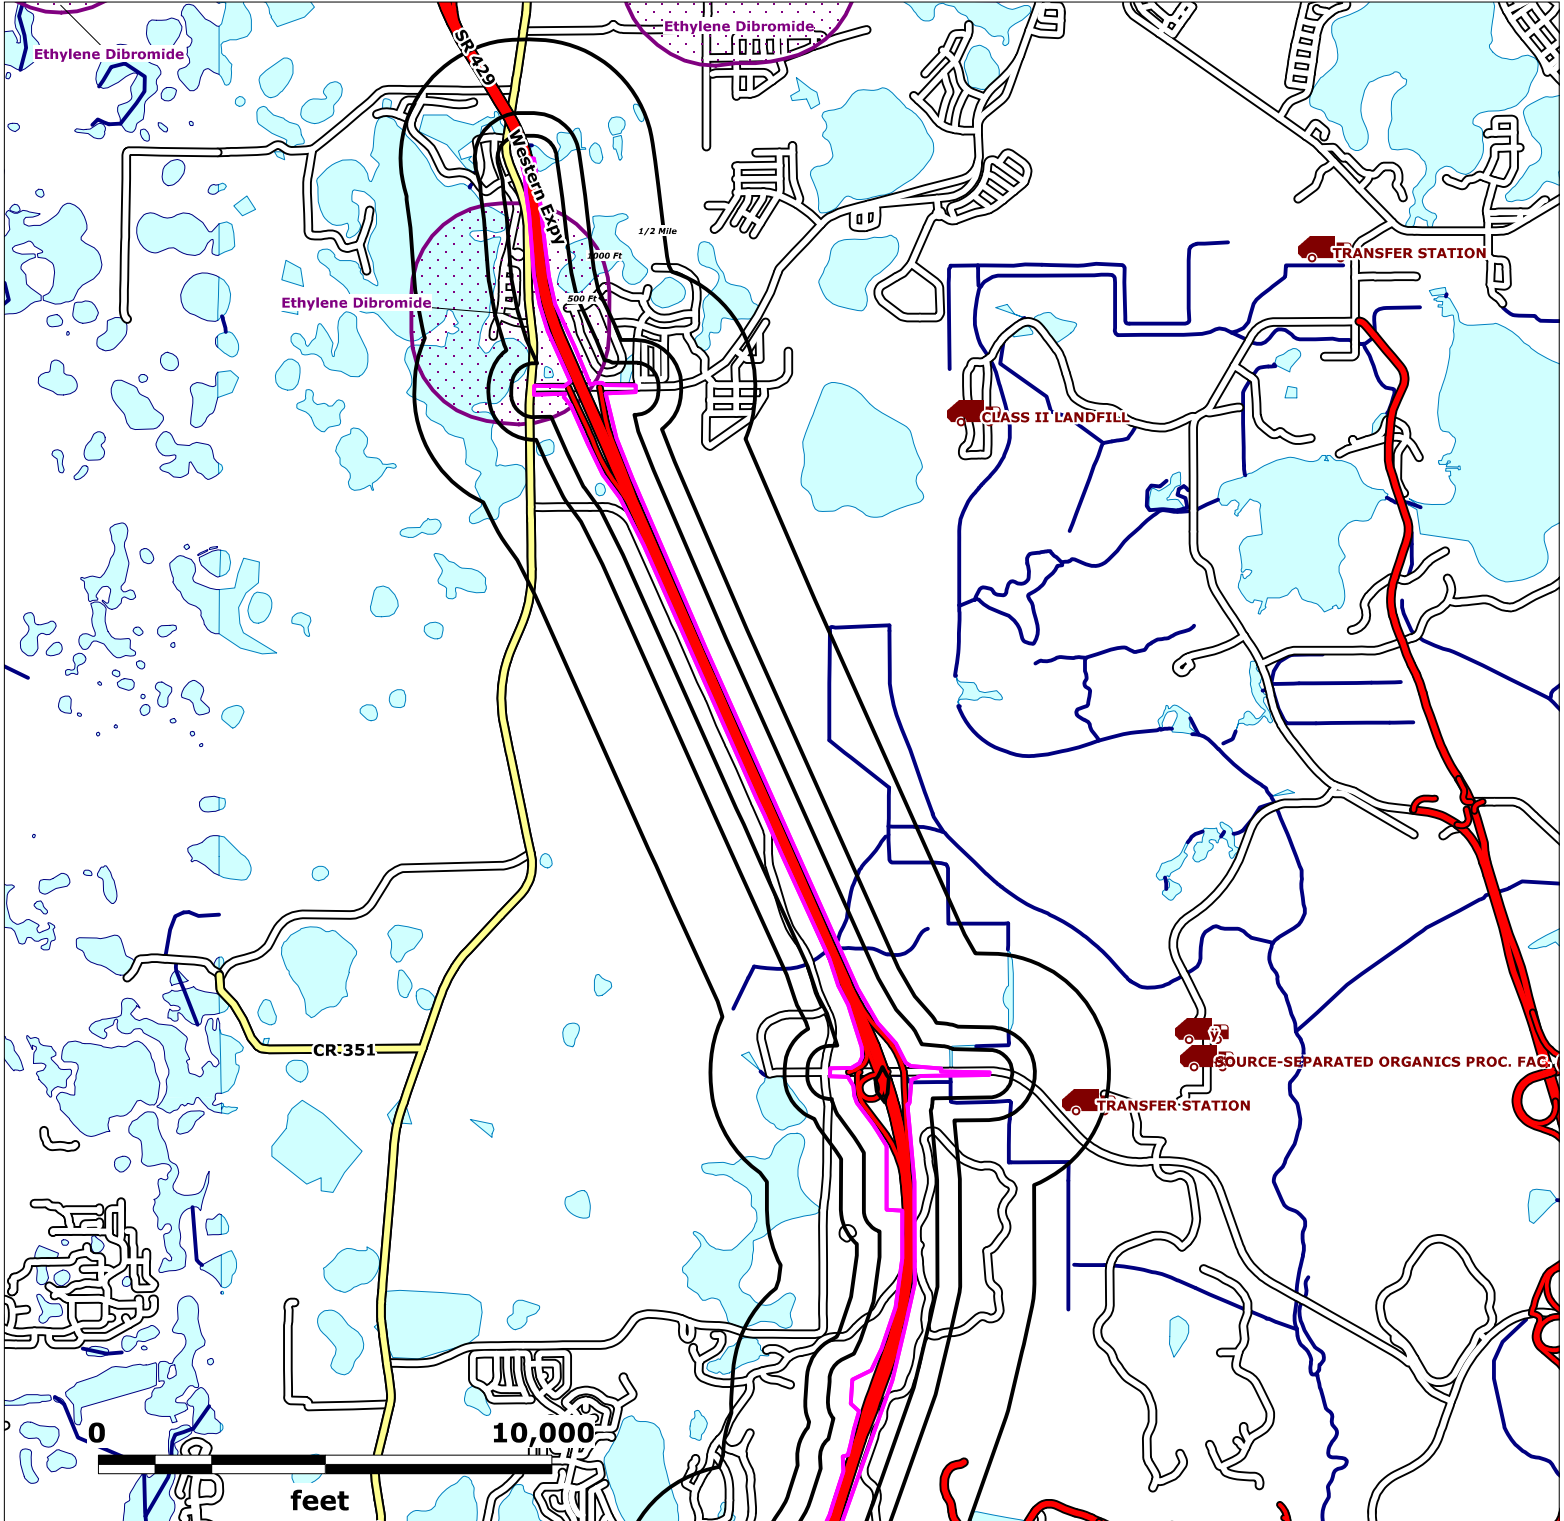 Ethylene Dibromide
Ethylene Dibromide
SR 429
Western Expy
1/2 Mile
1000 Ft
500 Ft
Ethylene Dibromide
TRANSFER STATION
CLASS II LANDFILL
CR 351
y
SOURCE-SEPARATED ORGANICS PROC. FAC.
TRANSFER STATION
0 10,000
feet